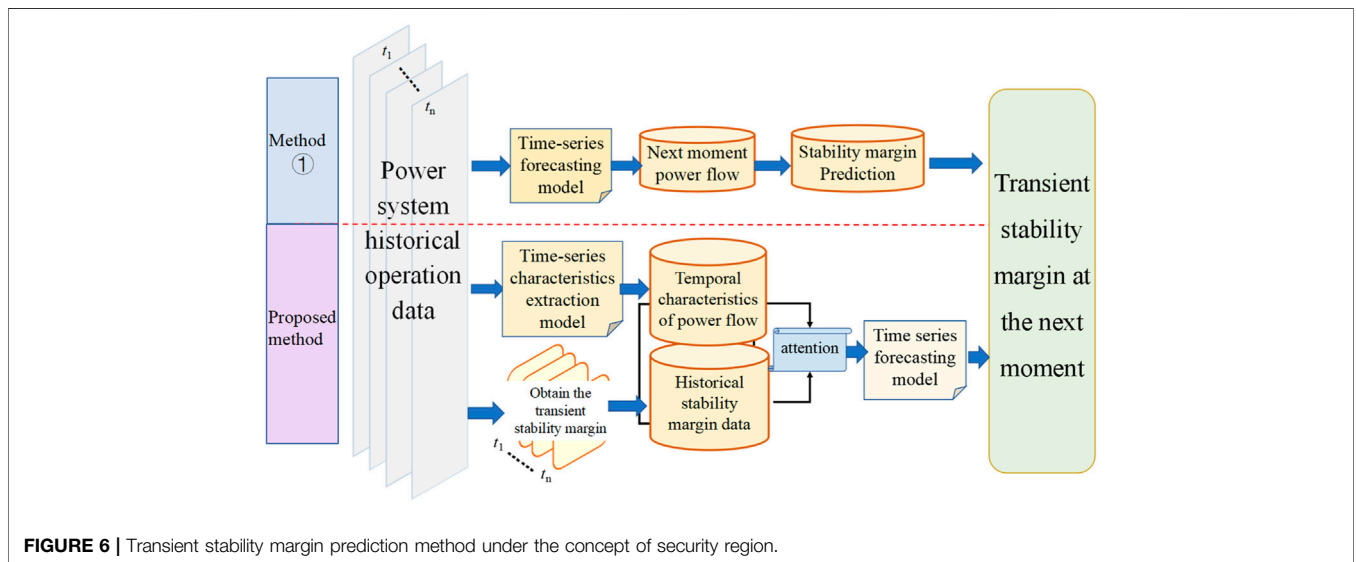 t1
tn
Method
①
Proposed
method
Power
system
historical
operation
data
Time-series
forecasting
model
Next moment
power flow
Stability margin
Prediction
Time-series
characteristics
extraction
model
Temporal
characteristics
of power flow
Obtain the
transient
stability margin
t1
tn
Historical
stability
margin data
attention
Time series
forecasting
model
Transient
stability
margin at
the next
moment
FIGURE 6 | Transient stability margin prediction method under the concept of security region.